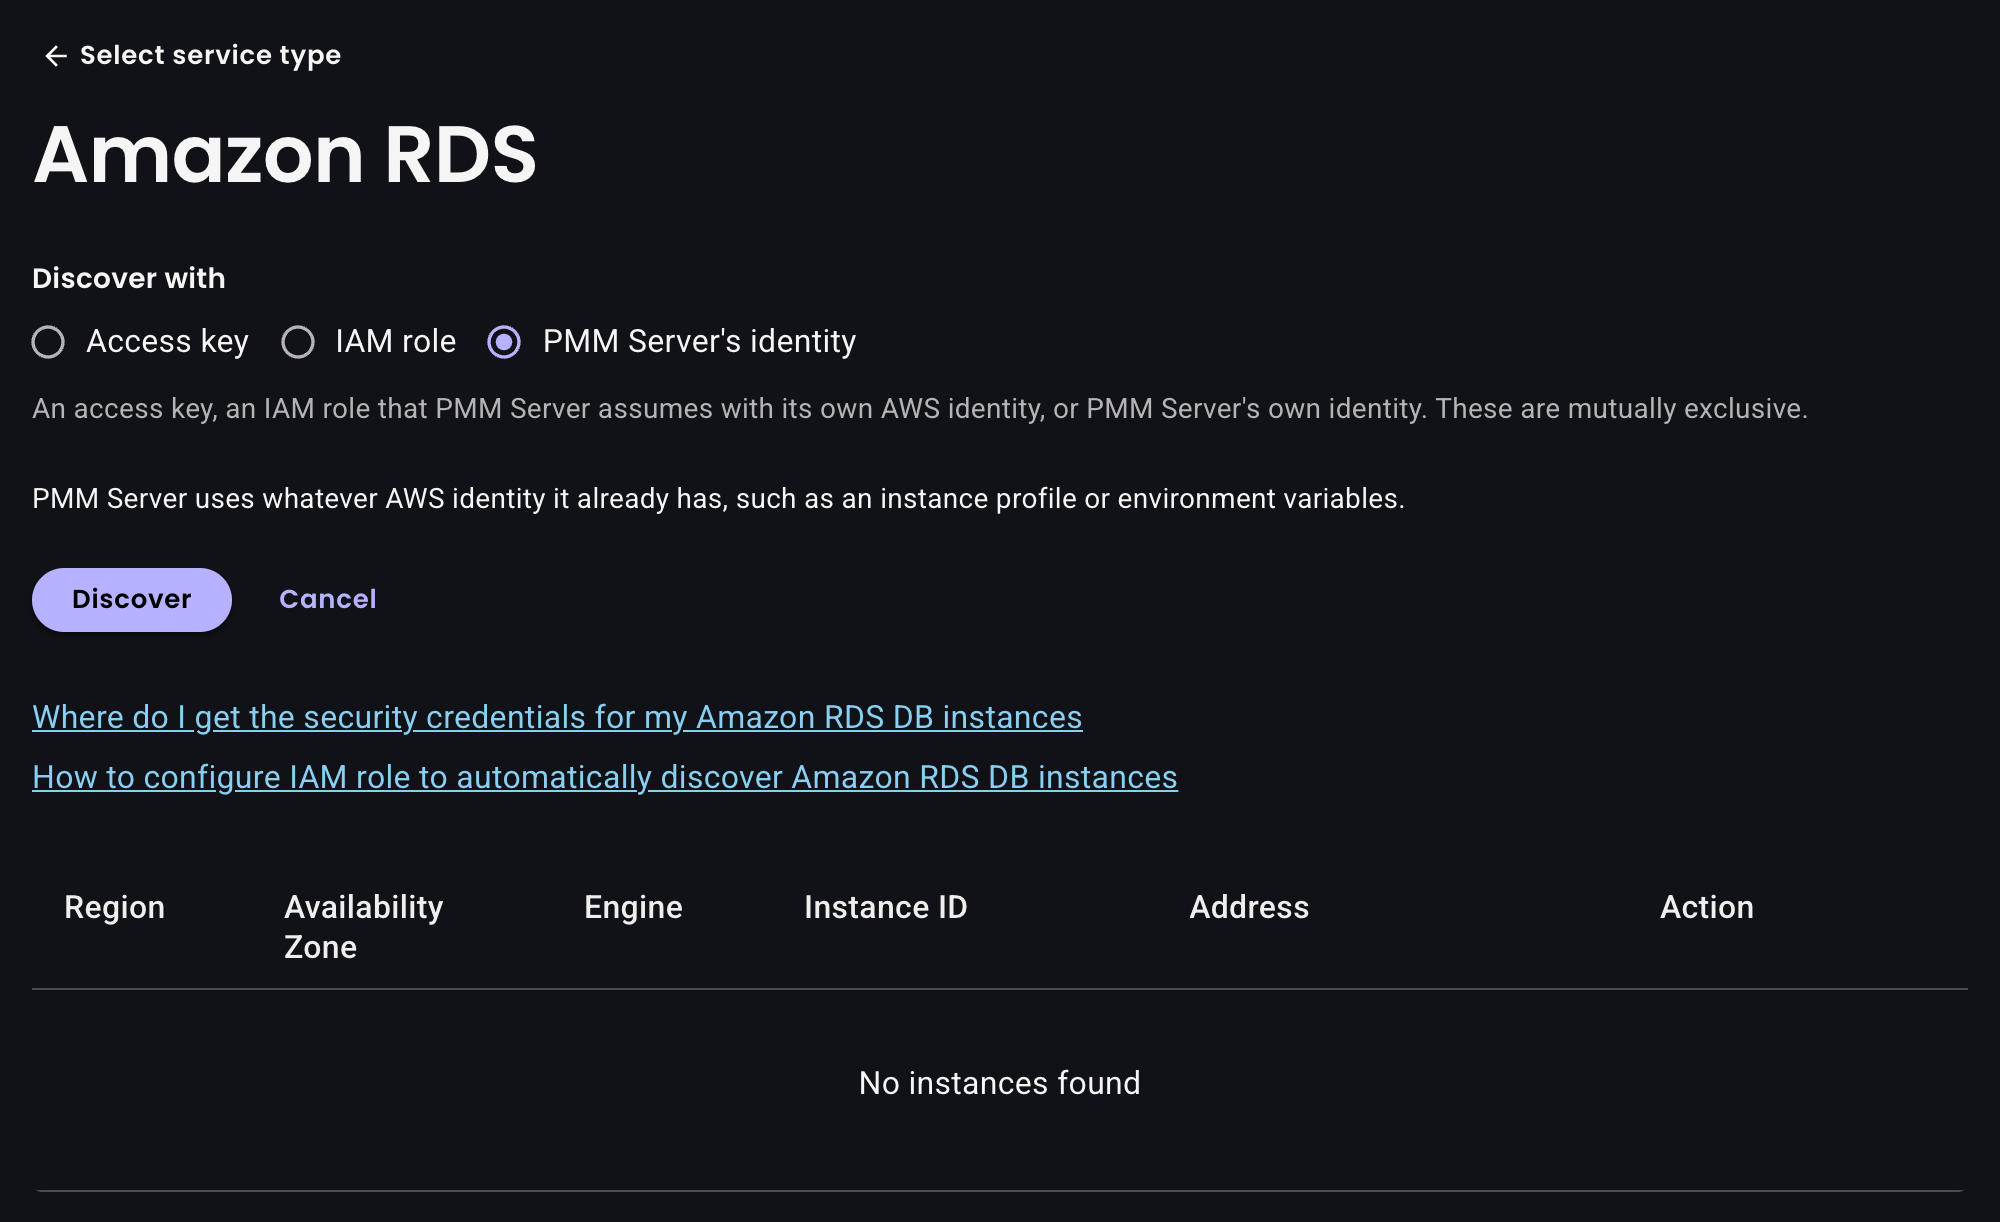 Select service type
Amazon RDS
Discover with
Access key IAM role PMM Server's identity
An access key, an IAM role that PMM Server assumes with its own AWS identity, or PMM Server's own identity. These are mutually exclusive.
PMM Server uses whatever AWS identity it already has, such as an instance profile or environment variables.
Discover Cancel
Where do I get the security credentials for my Amazon RDS DB instances
How to configure IAM role to automatically discover Amazon RDS DB instances
Region Availability Zone Engine Instance ID Address Action
No instances found